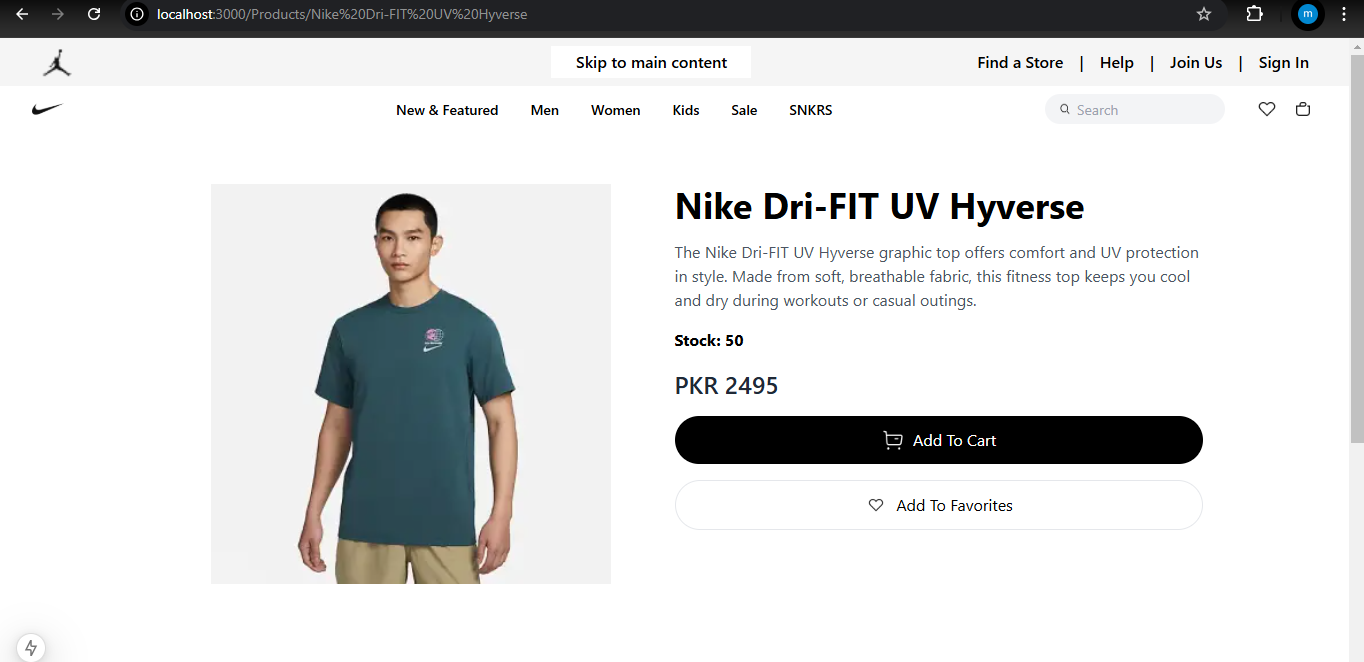 localhost:3000/Products/Nike%20Dri-FIT%20UV%20Hyverse
m
Skip to main content
Find a Store | Help | Join Us | Sign In
New & Featured Men Women Kids Sale SNKRS
Search
Nike Dri-FIT UV Hyverse
The Nike Dri-FIT UV Hyverse graphic top offers comfort and UV protection
in style. Made from soft, breathable fabric, this fitness top keeps you cool
and dry during workouts or casual outings.
Stock: 50
PKR 2495
Add To Cart
Add To Favorites